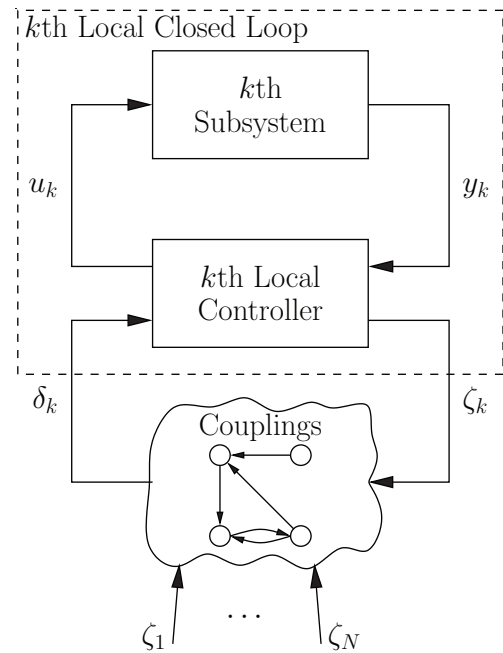 kth Local Closed Loop
kth
Subsystem
u_k
y_k
kth Local
Controller
δ_k
ζ_k
Couplings
...
ζ_1
ζ_N